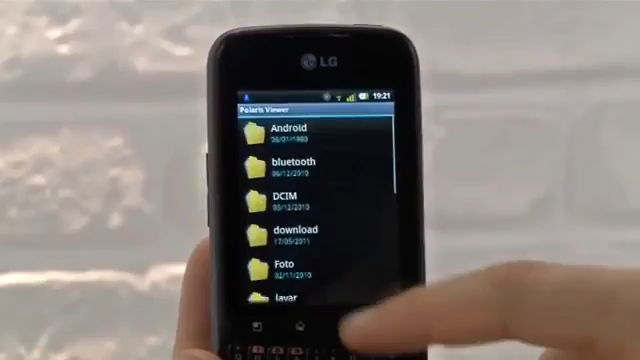 LG
19:21
Polaris Viewer
Android
06/01/1980
bluetooth
06/12/2010
DCIM
03/12/2010
download
17/05/2011
Foto
02/11/2010